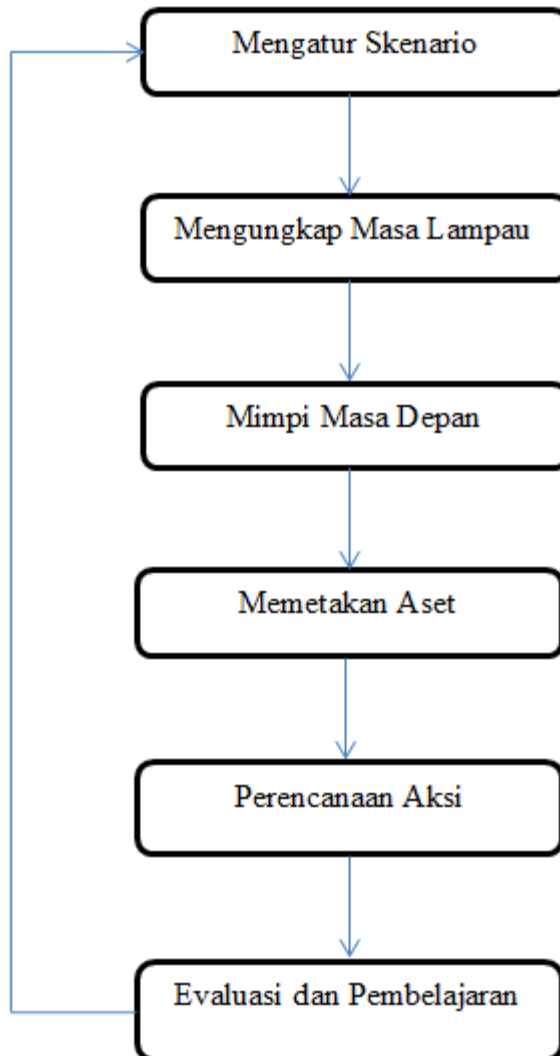 Mengatur Skenario
Mengungkap Masa Lampau
Mimpi Masa Depan
Memetakan Aset
Perencanaan Aksi
Evaluasi dan Pembelajaran